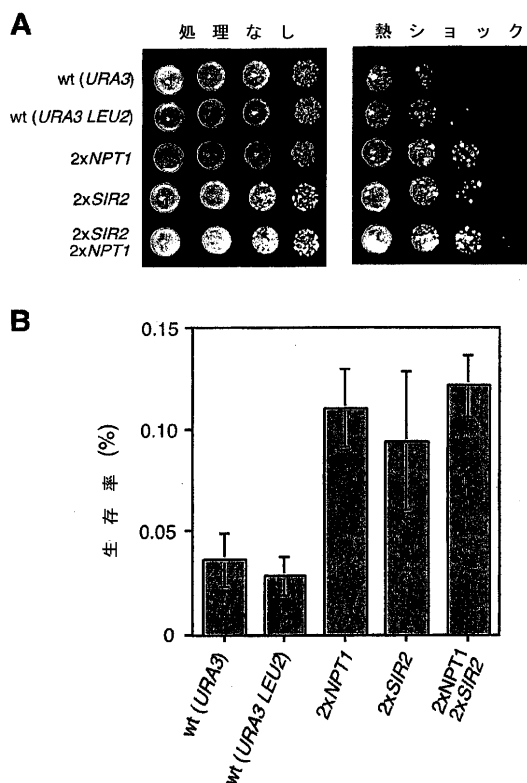 A
処理なし
熱ショック
wt (URA3)
wt (URA3 LEU2)
2xNPT1
2xSIR2
2xSIR2
2xNPT1
B
生存率 (%)
0.15
0.10
0.05
0
wt (URA3)
wt (URA3 LEU2)
2xNPT1
2xSIR2
2xNPT1
2xSIR2